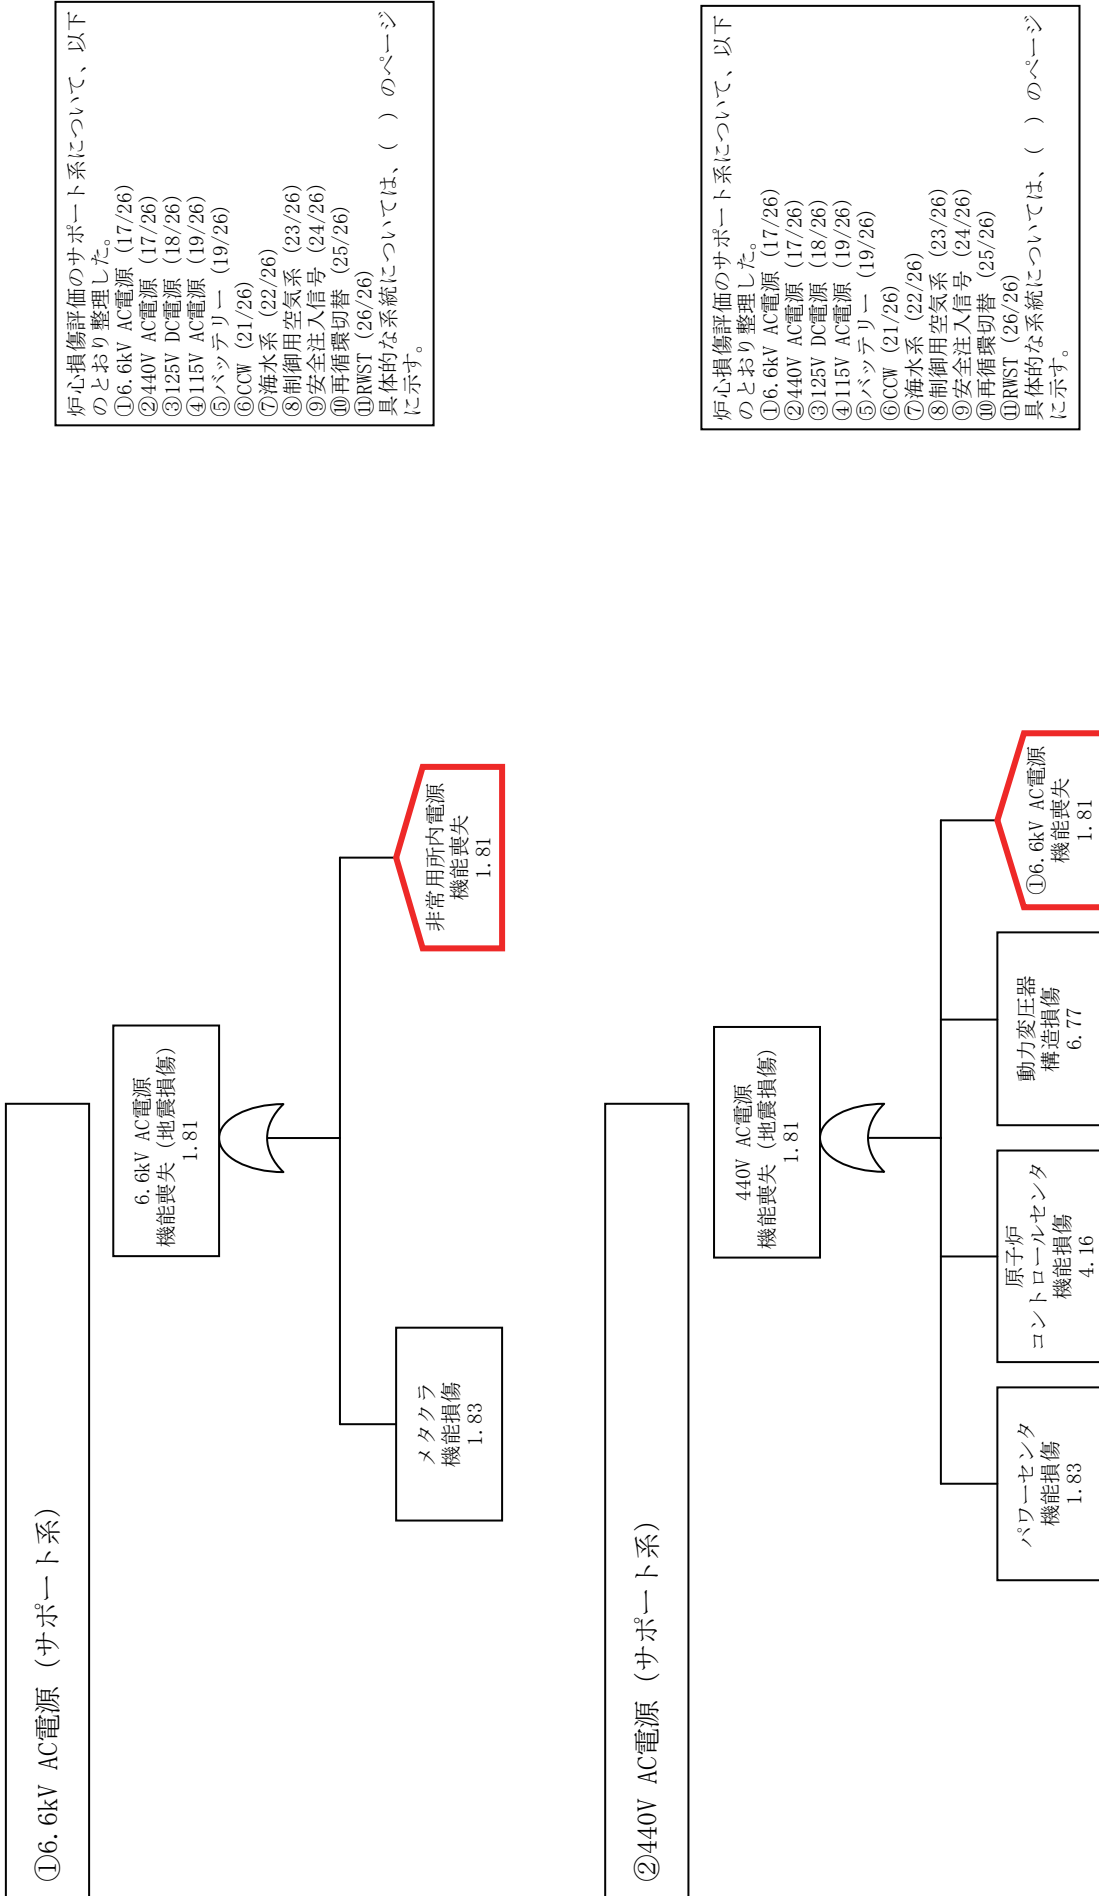 ①6.6kV AC電源（サポート系）
6.6kV AC電源
機能喪失（地震損傷）
1.81
メタクラ
機能損傷
1.83
非常用所内電源
機能喪失
1.81
炉心損傷評価のサポート系について、以下
のとおり整理した。
①6.6kV AC電源（17/26）
②440V AC電源（17/26）
③125V DC電源（18/26）
④115V AC電源（19/26）
⑤バッテリー（19/26）
⑥CCW（21/26）
⑦海水系（22/26）
⑧制御用空気系（23/26）
⑨安全注入信号（24/26）
⑩再循環切替（25/26）
⑪RWST（26/26）
具体的な系統については、（ ）のページ
に示す。
②440V AC電源（サポート系）
440V AC電源
機能喪失（地震損傷）
1.81
パワーセンタ
機能損傷
1.83
原子炉
コントロールセンタ
機能損傷
4.16
動力変圧器
構造損傷
6.77
①6.6kV AC電源
機能喪失
1.81
炉心損傷評価のサポート系について、以下
のとおり整理した。
①6.6kV AC電源（17/26）
②440V AC電源（17/26）
③125V DC電源（18/26）
④115V AC電源（19/26）
⑤バッテリー（19/26）
⑥CCW（21/26）
⑦海水系（22/26）
⑧制御用空気系（23/26）
⑨安全注入信号（24/26）
⑩再循環切替（25/26）
⑪RWST（26/26）
具体的な系統については、（ ）のページ
に示す。